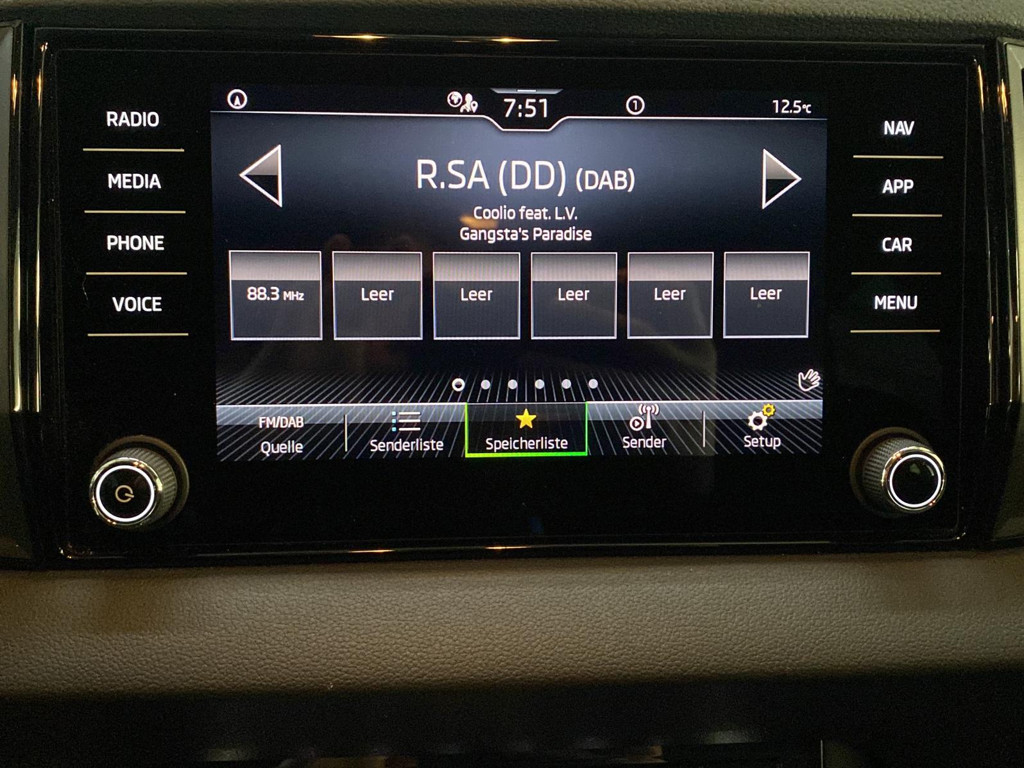 RADIO
MEDIA
PHONE
VOICE
7:51
1
12.5°C
R.SA (DD) (DAB)
Coolio feat. L.V.
Gangsta's Paradise
88.3 MHz
Leer
Leer
Leer
Leer
Leer
FM/DAB
Quelle
Senderliste
Speicherliste
Sender
Setup
NAV
APP
CAR
MENU